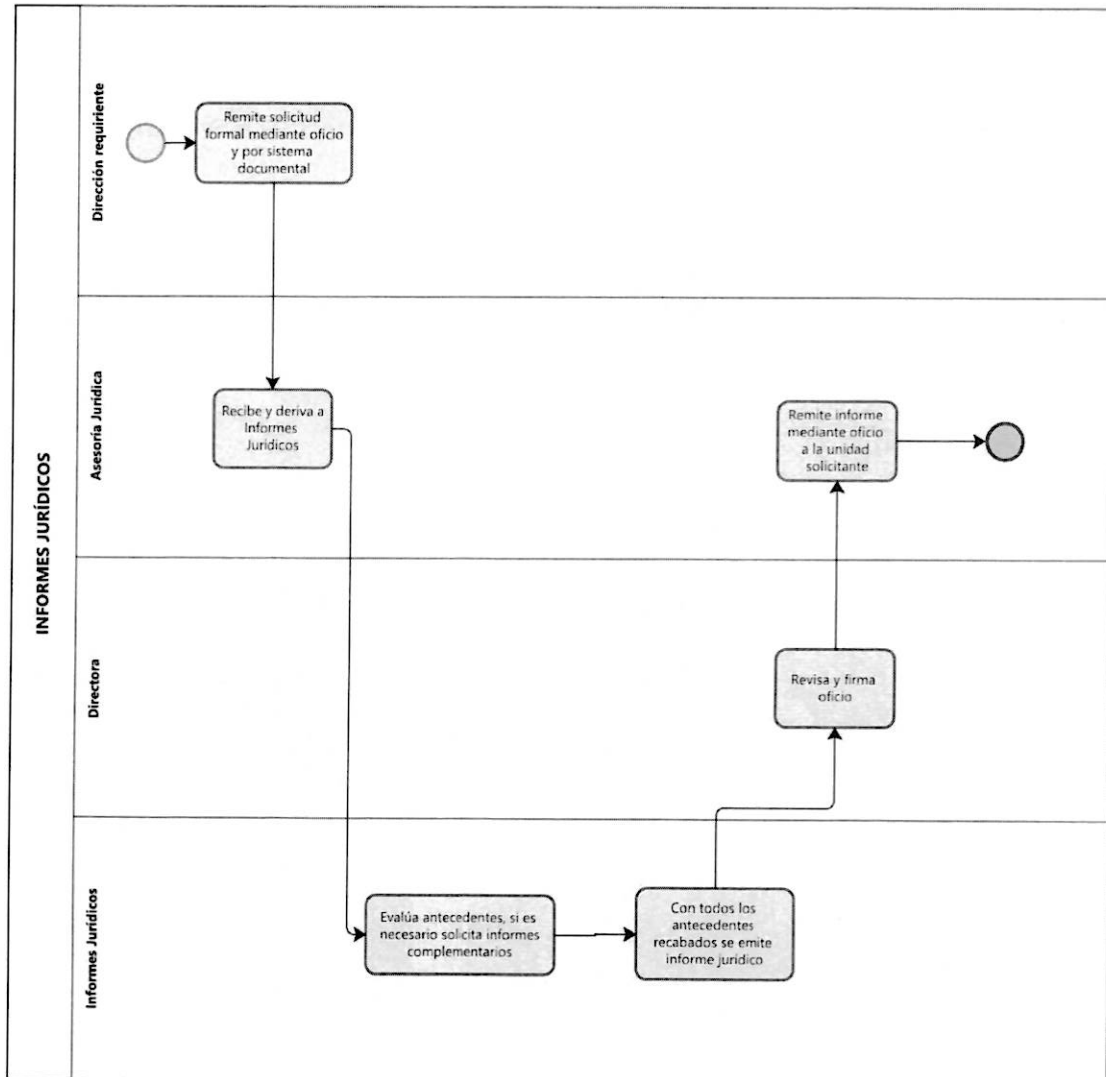 INFORMES JURÍDICOS
Dirección requiriente
Remite solicitud
formal mediante oficio
y por sistema
documental
Asesoría Jurídica
Recibe y deriva a
Informes
Jurídicos
Remite informe
mediante oficio
a la unidad
solicitante
Directora
Revisa y firma
oficio
Informes Jurídicos
Evalúa antecedentes, si es
necesario solicita informes
complementarios
Con todos los
antecedentes
recabados se emite
informe jurídico